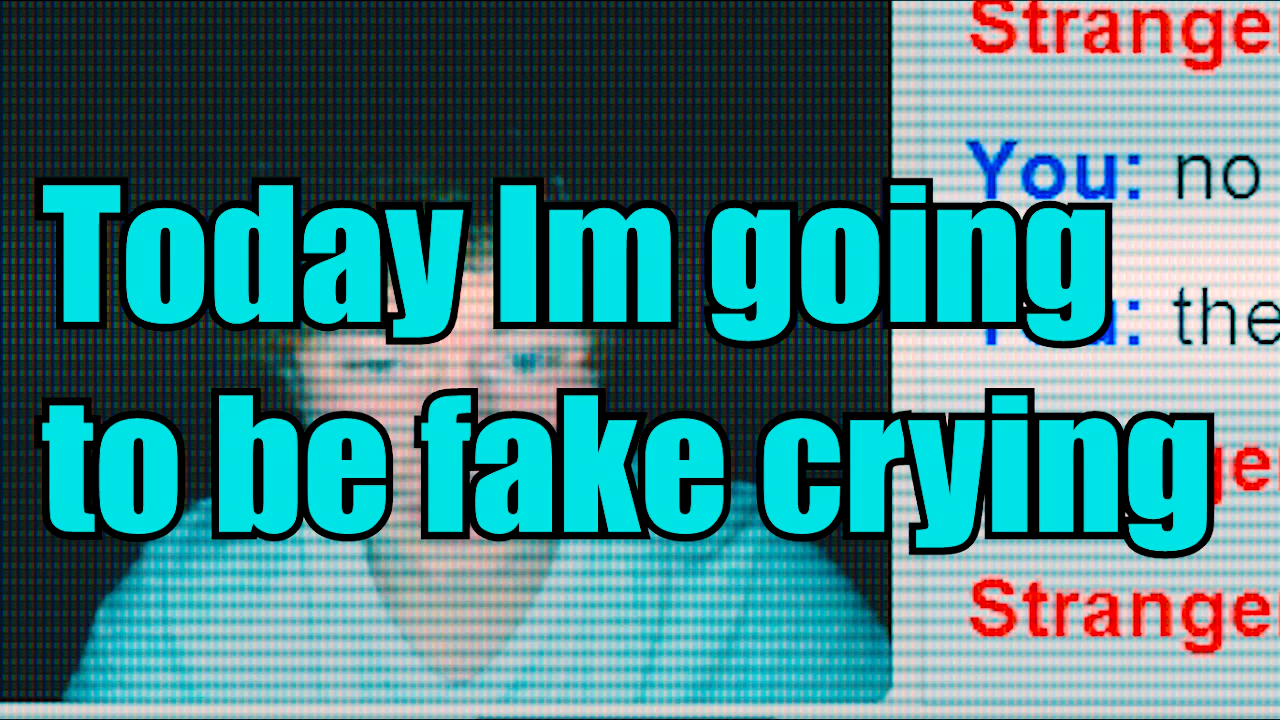 Stranger
You: no
Today Im going
You: the
to be fake crying
Stranger